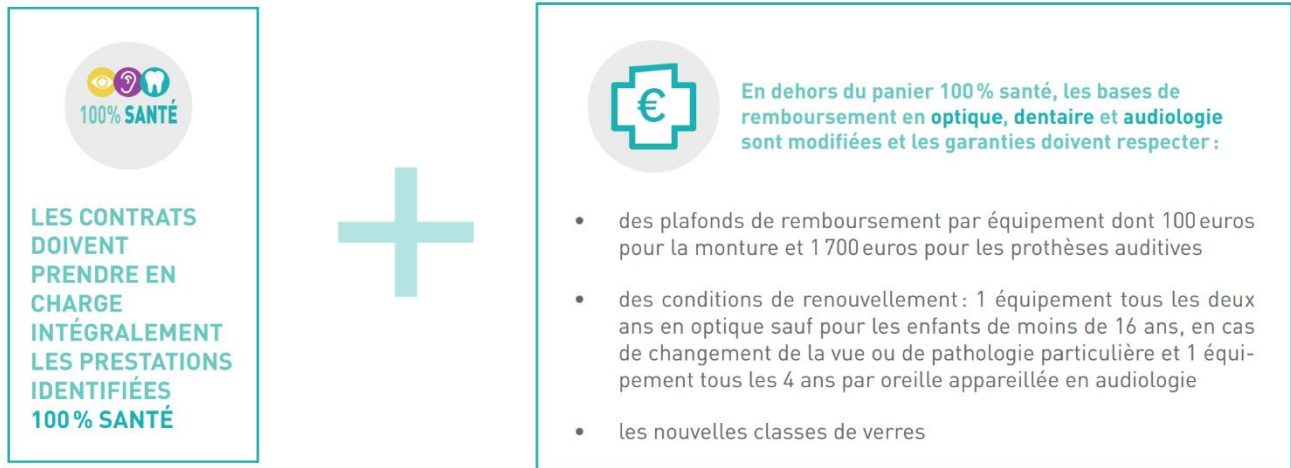 100% SANTÉ
LES CONTRATS
DOIVENT
PRENDRE EN
CHARGE
INTÉGRALEMENT
LES PRESTATIONS
IDENTIFIÉES
100% SANTÉ
€
En dehors du panier 100% santé, les bases de
remboursement en optique, dentaire et audiologie
sont modifiées et les garanties doivent respecter :
• des plafonds de remboursement par équipement dont 100 euros
pour la monture et 1 700 euros pour les prothèses auditives
• des conditions de renouvellement : 1 équipement tous les deux
ans en optique sauf pour les enfants de moins de 16 ans, en cas
de changement de la vue ou de pathologie particulière et 1 équi-
pement tous les 4 ans par oreille appareillée en audiologie
• les nouvelles classes de verres